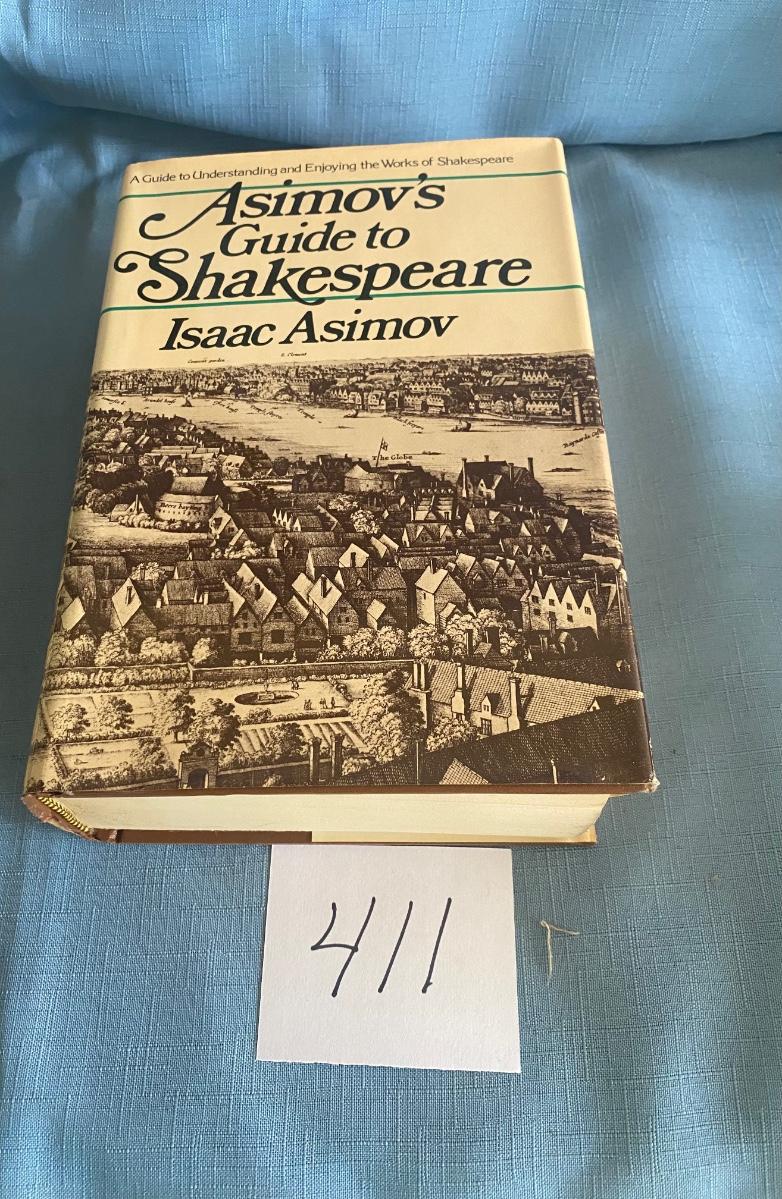 A Guide to Understanding and Enjoying the Works of Shakespeare
Asimov's
Guide to
Shakespeare
Isaac Asimov
The Globe
411